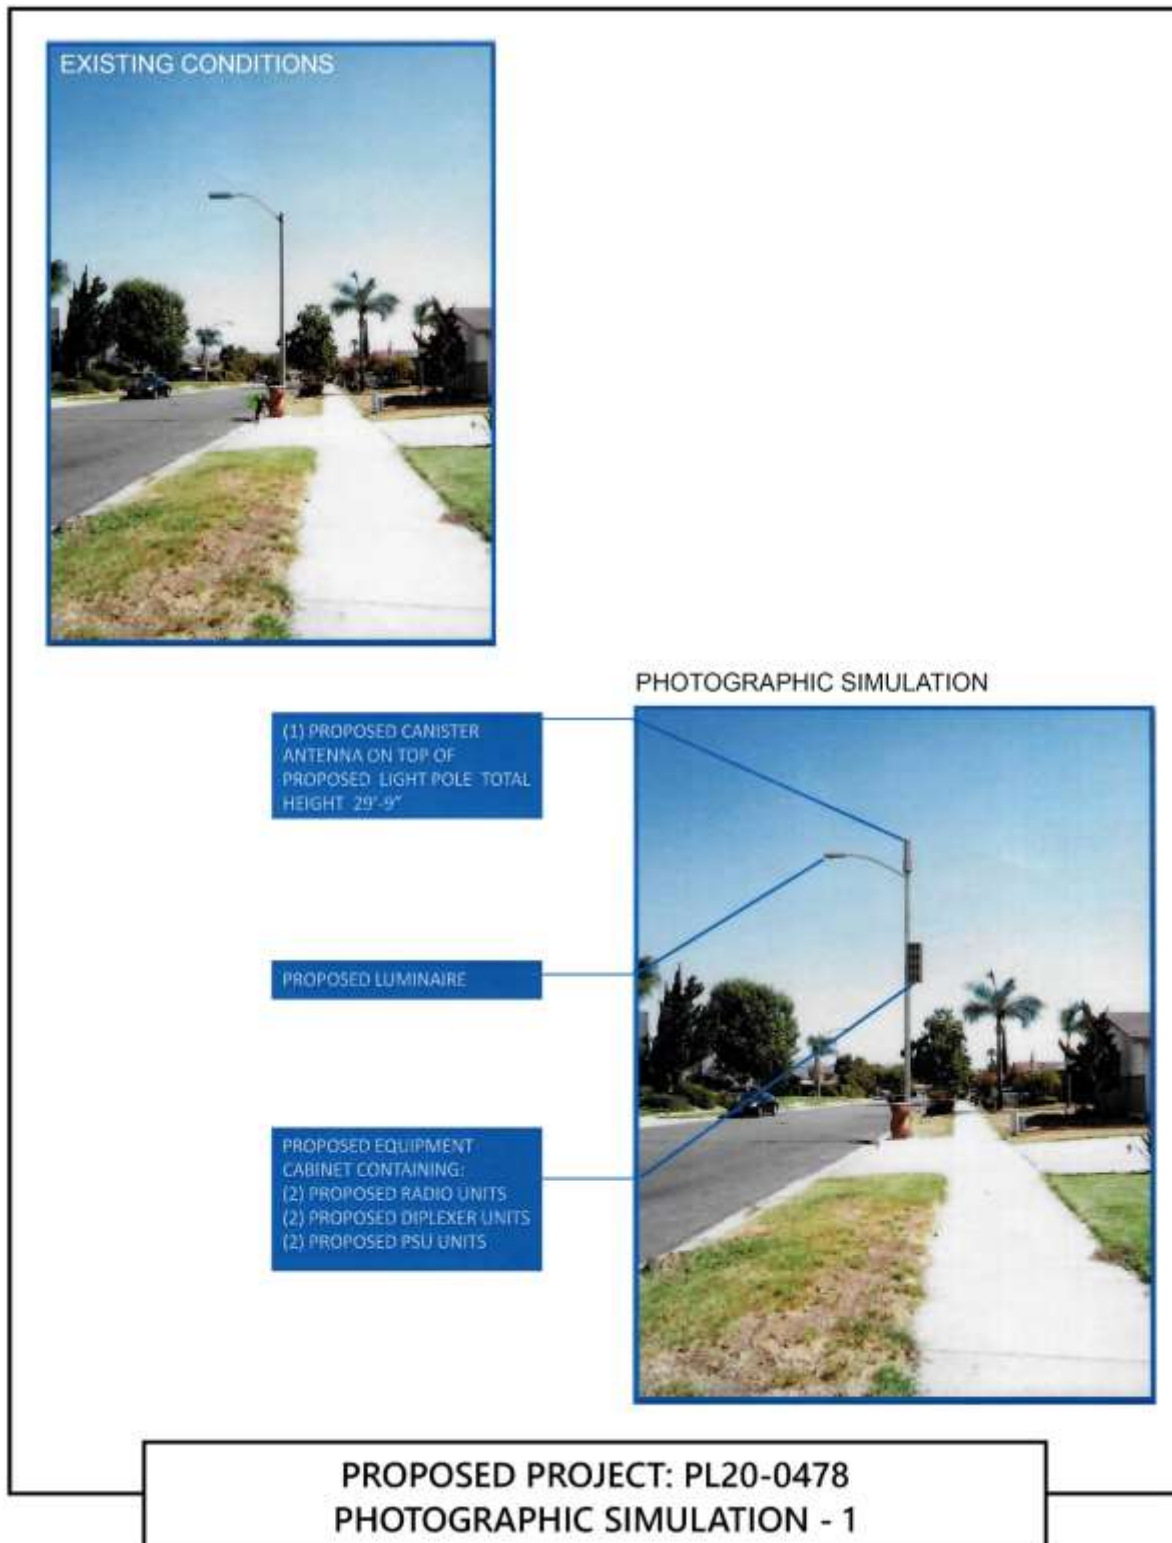 EXISTING CONDITIONS
PHOTOGRAPHIC SIMULATION
(1) PROPOSED CANISTER
ANTENNA ON TOP OF
PROPOSED LIGHT POLE TOTAL
HEIGHT 29'-9"
PROPOSED LUMINAIRE
PROPOSED EQUIPMENT
CABINET CONTAINING:
(2) PROPOSED RADIO UNITS
(2) PROPOSED DIPLEXER UNITS
(2) PROPOSED PSU UNITS
PROPOSED PROJECT: PL20-0478
PHOTOGRAPHIC SIMULATION - 1